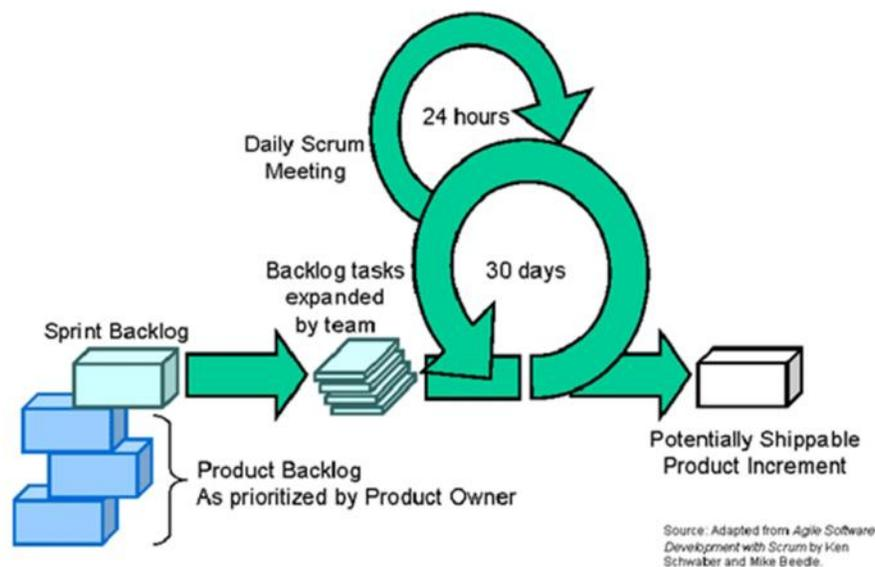 24 hours
Daily Scrum
Meeting
30 days
Backlog tasks
expanded
by team
Sprint Backlog
Product Backlog
As prioritized by Product Owner
Potentially Shippable
Product Increment
Source: Adapted from Agile Software
Development with Scrum by Ken
Schwaber and Mike Beedle.